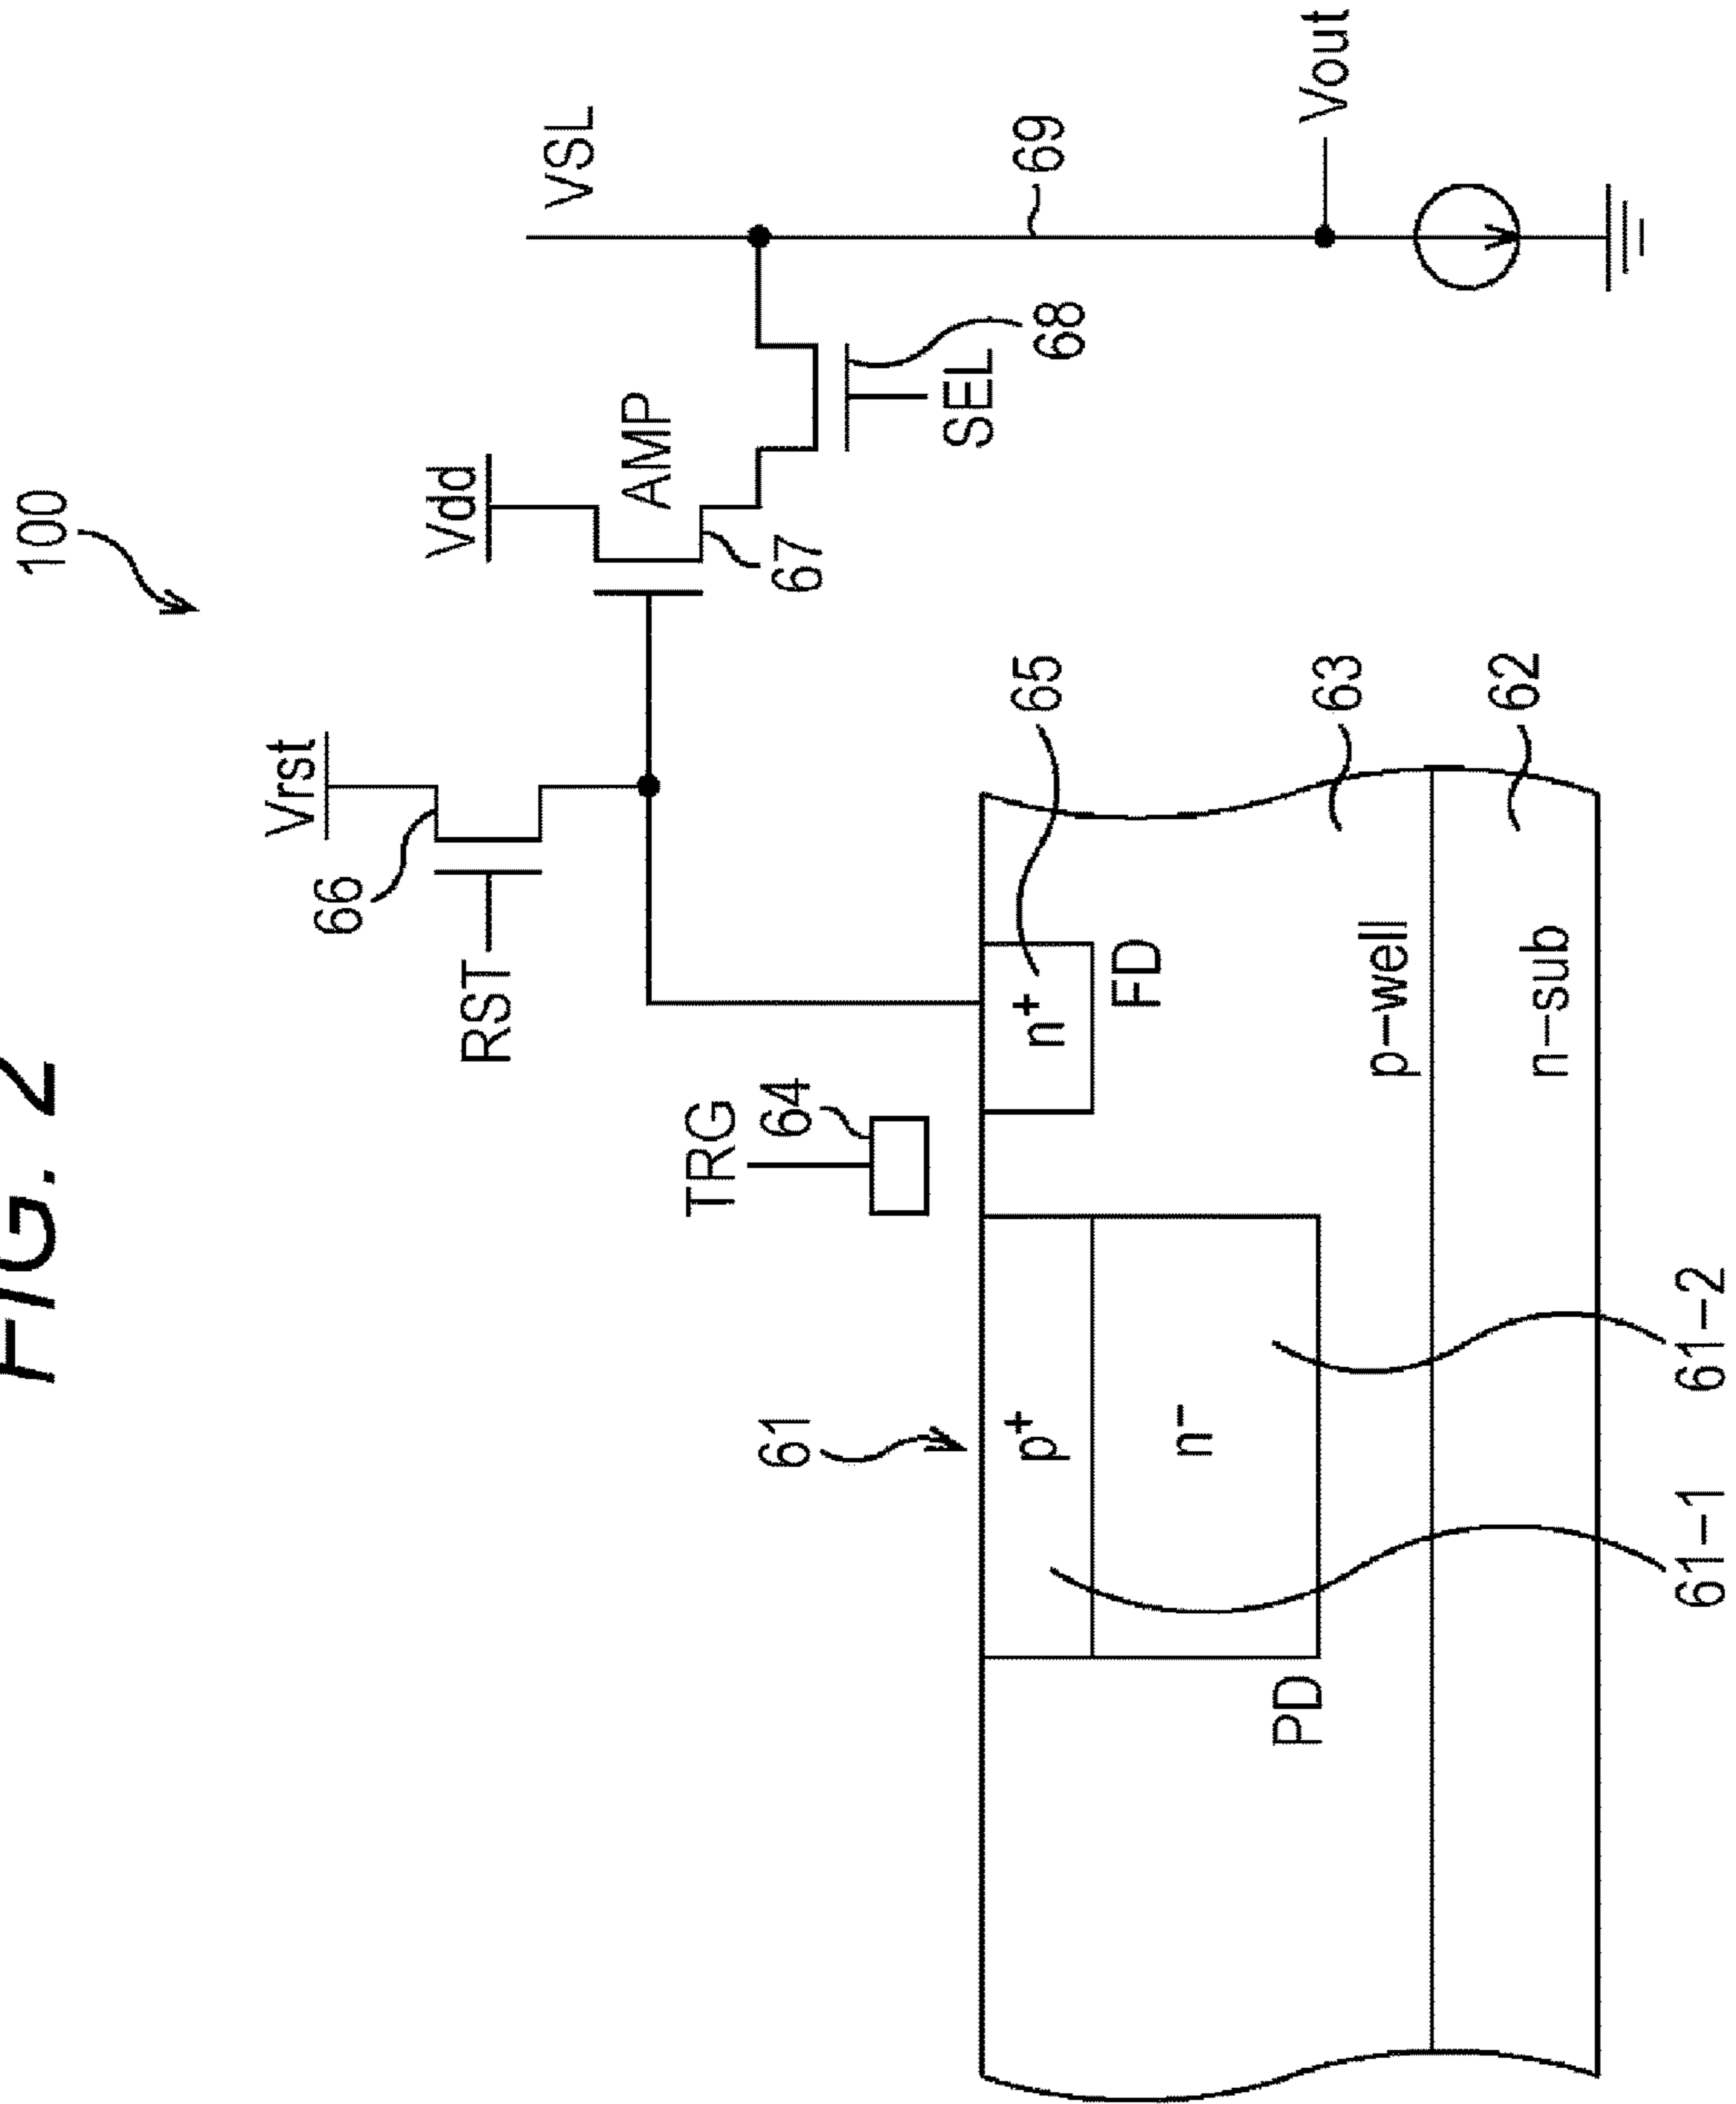 FIG. 2
100
Vrst
66
RST
Vdd
AMP
67
VSL
SEL
68
69
Vout
TRG
64
61
p+
n−
PD
n+
FD
65
p−well
63
n−sub
62
61−1
61−2